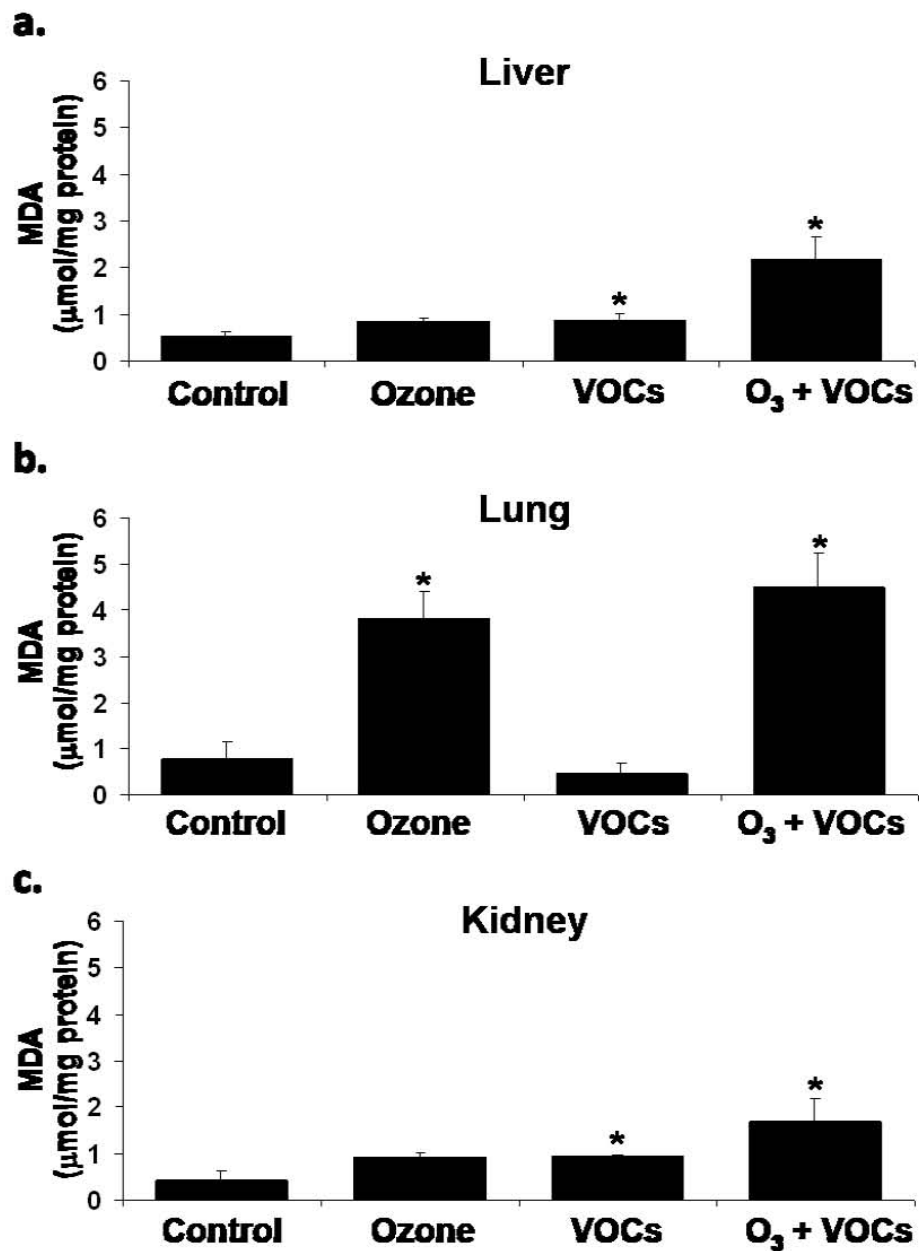 a.
Liver
MDA
(µmol/mg protein)
6
5
4
3
2
1
0
*
*
Control Ozone VOCs O₃ + VOCs
b.
Lung
MDA
(µmol/mg protein)
6
5
4
3
2
1
0
*
*
Control Ozone VOCs O₃ + VOCs
c.
Kidney
MDA
(µmol/mg protein)
6
5
4
3
2
1
0
*
*
Control Ozone VOCs O₃ + VOCs